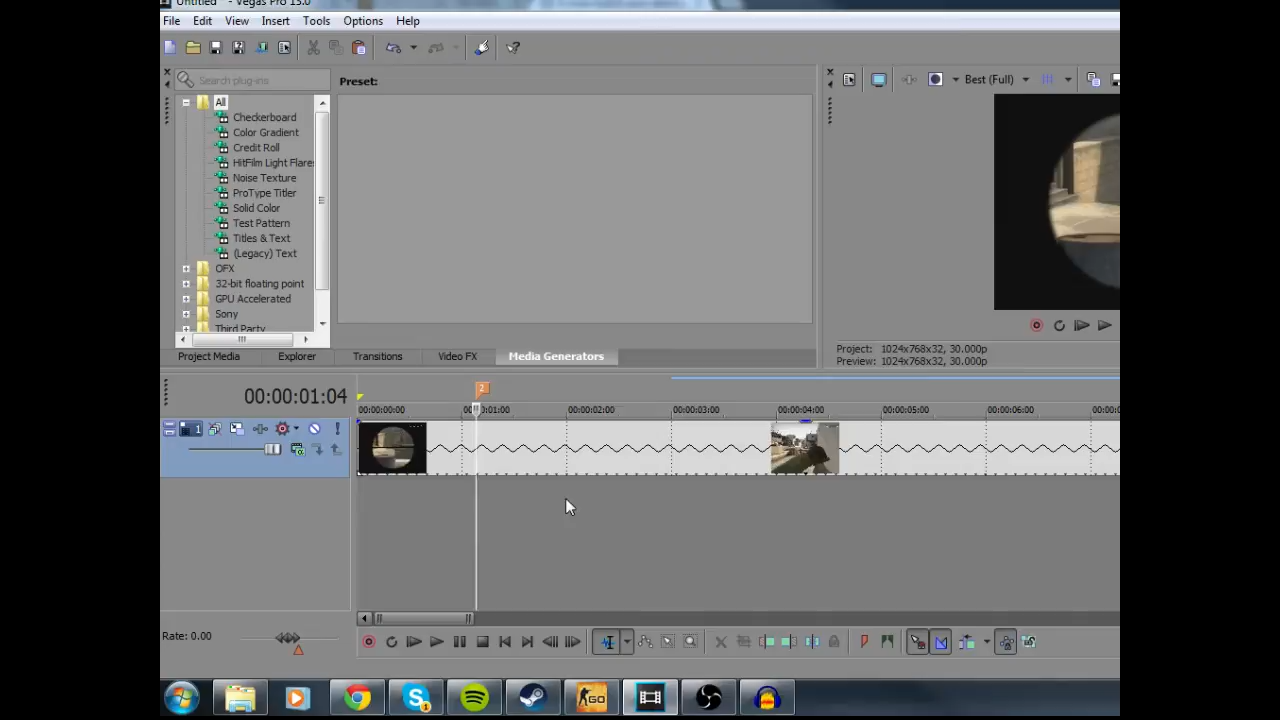 Untitled * - Vegas Pro 13.0
File Edit View Insert Tools Options Help
Search plug-ins
Preset:
Best (Full)
All
Checkerboard
Color Gradient
Credit Roll
HitFilm Light Flares
Noise Texture
ProType Titler
Solid Color
Test Pattern
Titles & Text
(Legacy) Text
OFX
32-bit floating point
GPU Accelerated
Sony
Third Party
Project Media Explorer Transitions Video FX Media Generators
Project: 1024x768x32, 30.000p
Preview: 1024x768x32, 30.000p
00:00:01:04
2
00:00:00:00 00:00:01:00 00:00:02:00 00:00:03:00 00:00:04:00 00:00:05:00 00:00:06:00 00:00:0
1
Rate: 0.00
GO
1